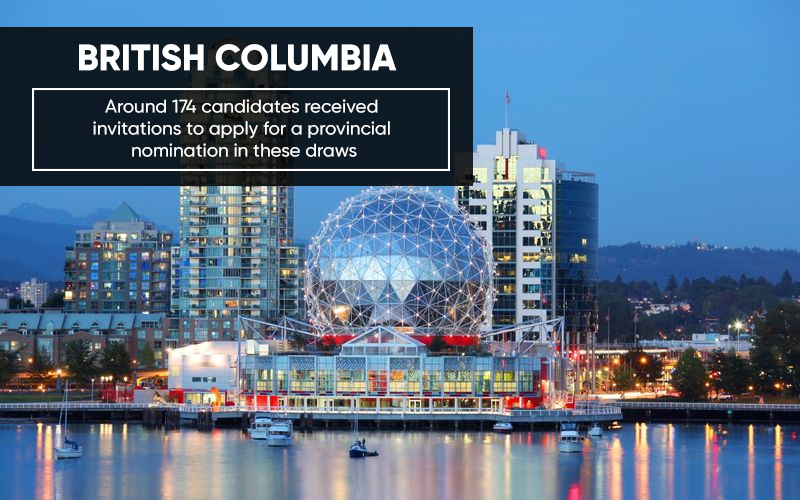 BRITISH COLUMBIA
Around 174 candidates received
invitations to apply for a provincial
nomination in these draws